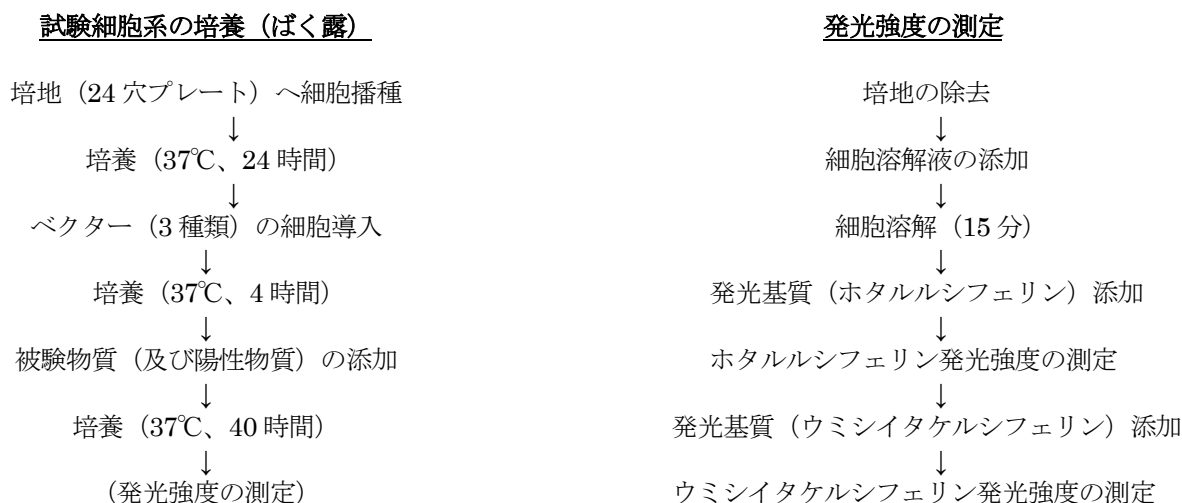 試験細胞系の培養（ばく露）
培地（24 穴プレート）へ細胞播種
↓
培養（37℃、24 時間）
↓
ベクター（3 種類）の細胞導入
↓
培養（37℃、4 時間）
↓
被験物質（及び陽性物質）の添加
↓
培養（37℃、40 時間）
↓
（発光強度の測定）
発光強度の測定
培地の除去
↓
細胞溶解液の添加
↓
細胞溶解（15 分）
↓
発光基質（ホタルルシフェリン）添加
↓
ホタルルシフェリン発光強度の測定
↓
発光基質（ウミシイタケルシフェリン）添加
↓
ウミシイタケルシフェリン発光強度の測定